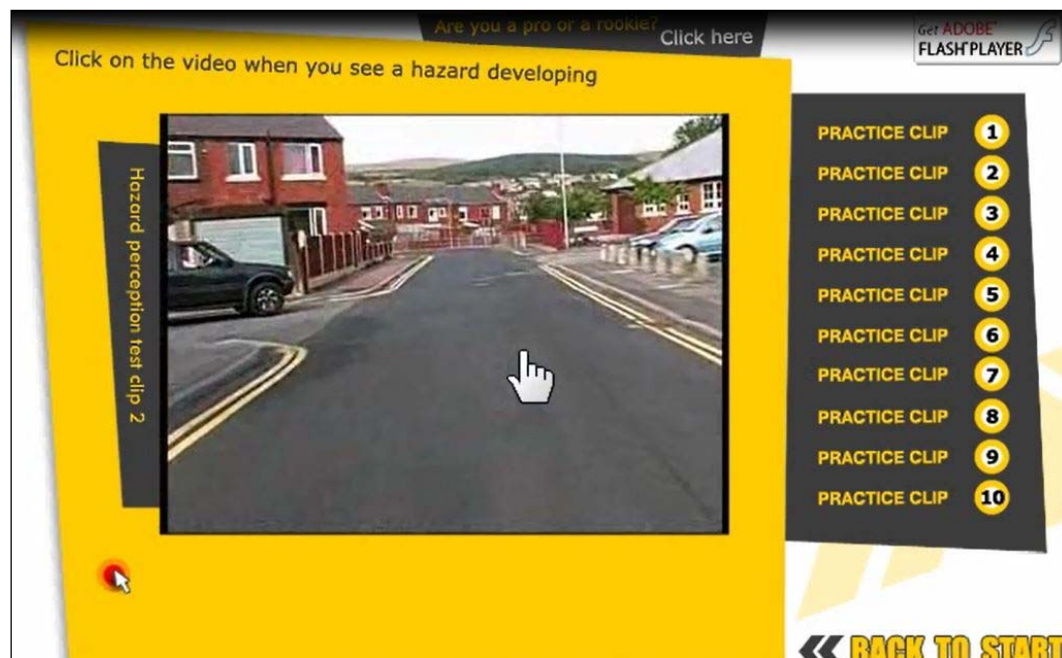 Are you a pro or a rookie?
Click here
Get ADOBE
FLASH PLAYER
Click on the video when you see a hazard developing
Hazard perception test clip 2
PRACTICE CLIP 1
PRACTICE CLIP 2
PRACTICE CLIP 3
PRACTICE CLIP 4
PRACTICE CLIP 5
PRACTICE CLIP 6
PRACTICE CLIP 7
PRACTICE CLIP 8
PRACTICE CLIP 9
PRACTICE CLIP 10
BACK TO START